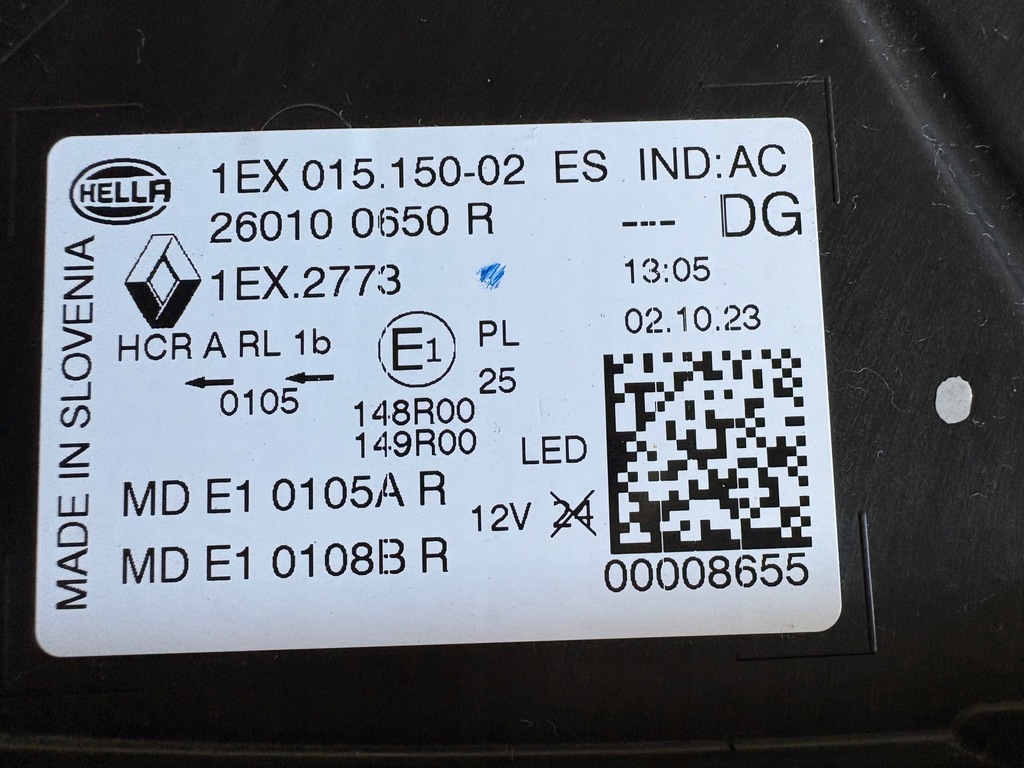 HELLA
1EX 015.150-02 ES IND:AC
26010 0650 R --- DG
1EX.2773
13:05
02.10.23
HCR A RL 1b
E1
PL
25
0105
148R00
149R00
LED
MD E1 0105A R
12V 24
MD E1 0108B R
00008655
MADE IN SLOVENIA